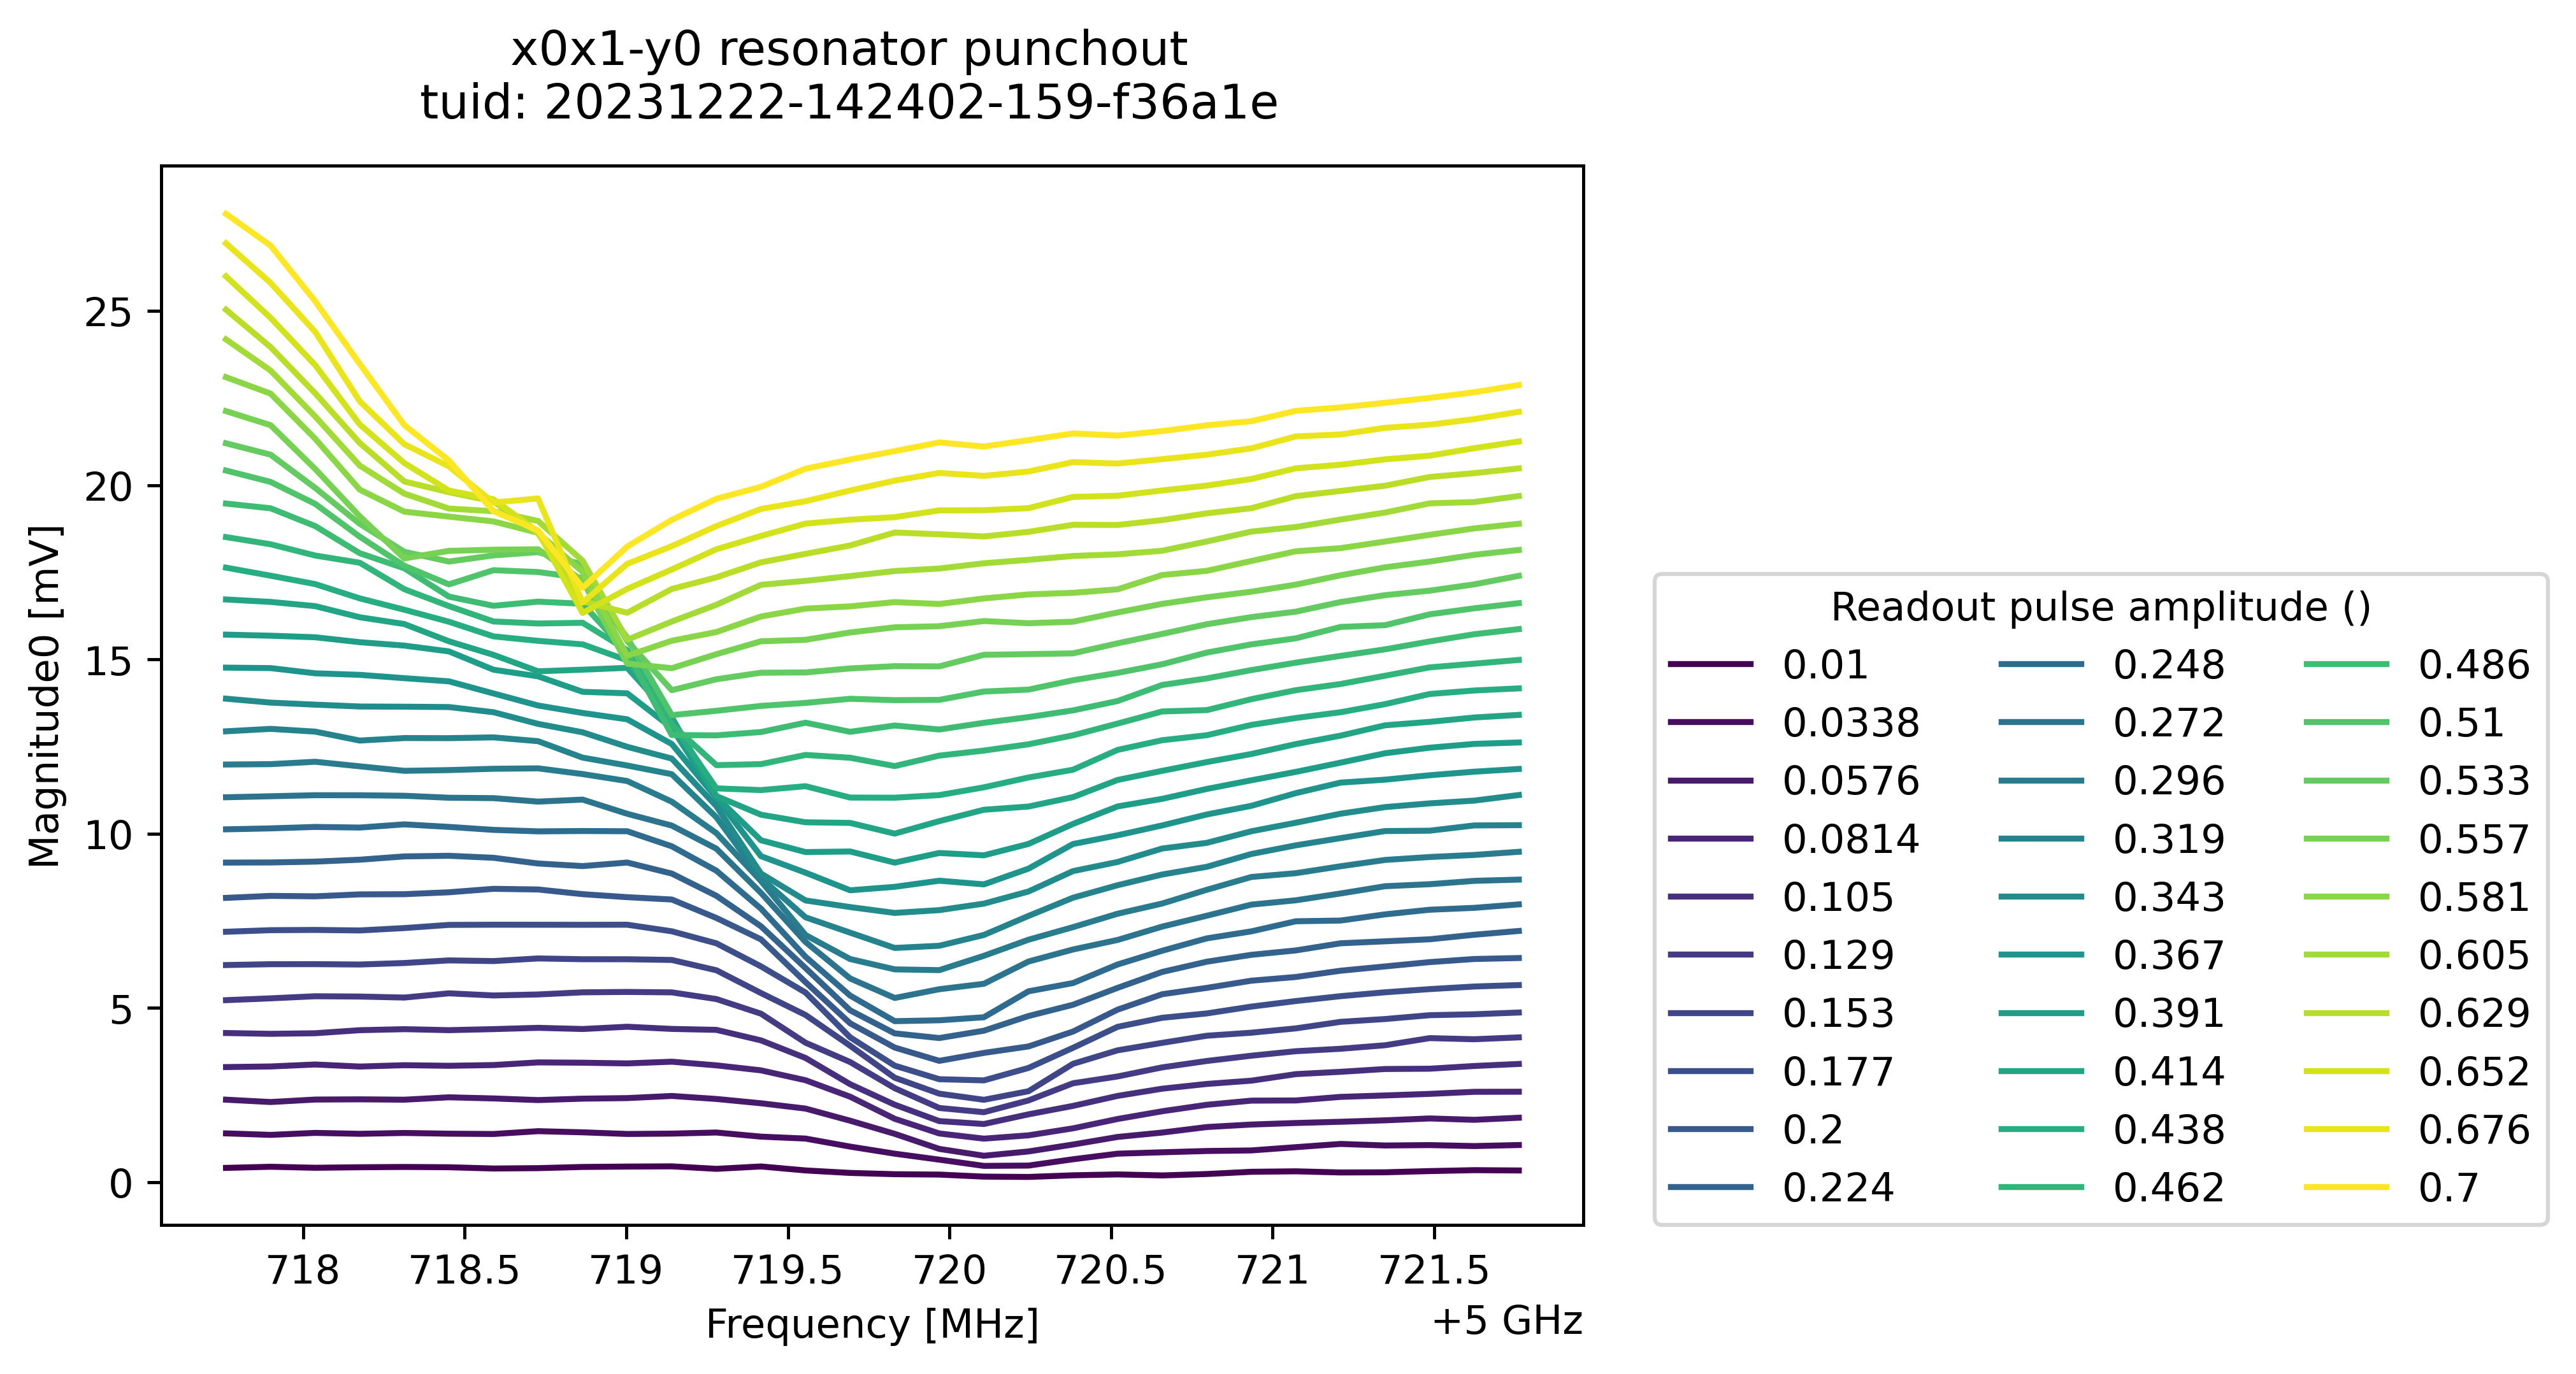 x0x1-y0 resonator punchout
tuid: 20231222-142402-159-f36a1e
Magnitude0 [mV]
25
20
15
10
5
0
718 718.5 719 719.5 720 720.5 721 721.5
Frequency [MHz]
+5 GHz
Readout pulse amplitude ()
0.01 0.248 0.486
0.0338 0.272 0.51
0.0576 0.296 0.533
0.0814 0.319 0.557
0.105 0.343 0.581
0.129 0.367 0.605
0.153 0.391 0.629
0.177 0.414 0.652
0.2 0.438 0.676
0.224 0.462 0.7